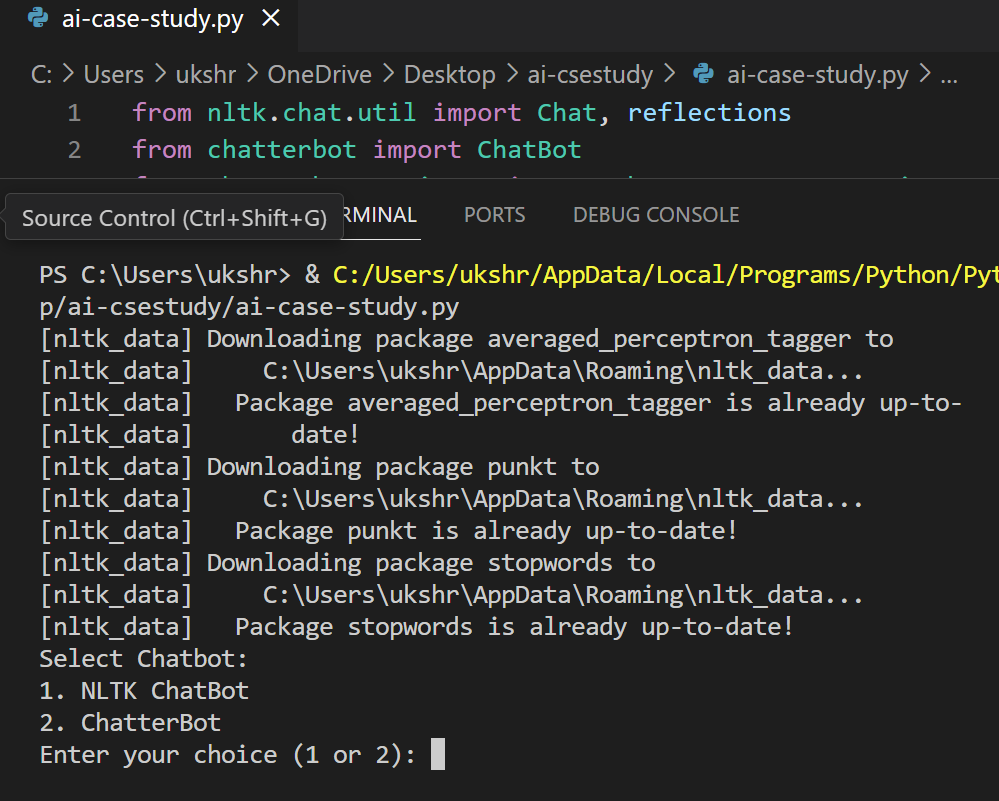 ai-case-study.py
C: > Users > ukshr > OneDrive > Desktop > ai-csestudy > ai-case-study.py > ...
1 from nltk.chat.util import Chat, reflections
2 from chatterbot import ChatBot
Source Control (Ctrl+Shift+G) RMINAL PORTS DEBUG CONSOLE
PS C:\Users\ukshr> & C:/Users/ukshr/AppData/Local/Programs/Python/Pyt
p/ai-csestudy/ai-case-study.py
[nltk_data] Downloading package averaged_perceptron_tagger to
[nltk_data]     C:\Users\ukshr\AppData\Roaming\nltk_data...
[nltk_data]   Package averaged_perceptron_tagger is already up-to-
[nltk_data]       date!
[nltk_data] Downloading package punkt to
[nltk_data]     C:\Users\ukshr\AppData\Roaming\nltk_data...
[nltk_data]   Package punkt is already up-to-date!
[nltk_data] Downloading package stopwords to
[nltk_data]     C:\Users\ukshr\AppData\Roaming\nltk_data...
[nltk_data]   Package stopwords is already up-to-date!
Select Chatbot:
1. NLTK ChatBot
2. ChatterBot
Enter your choice (1 or 2):